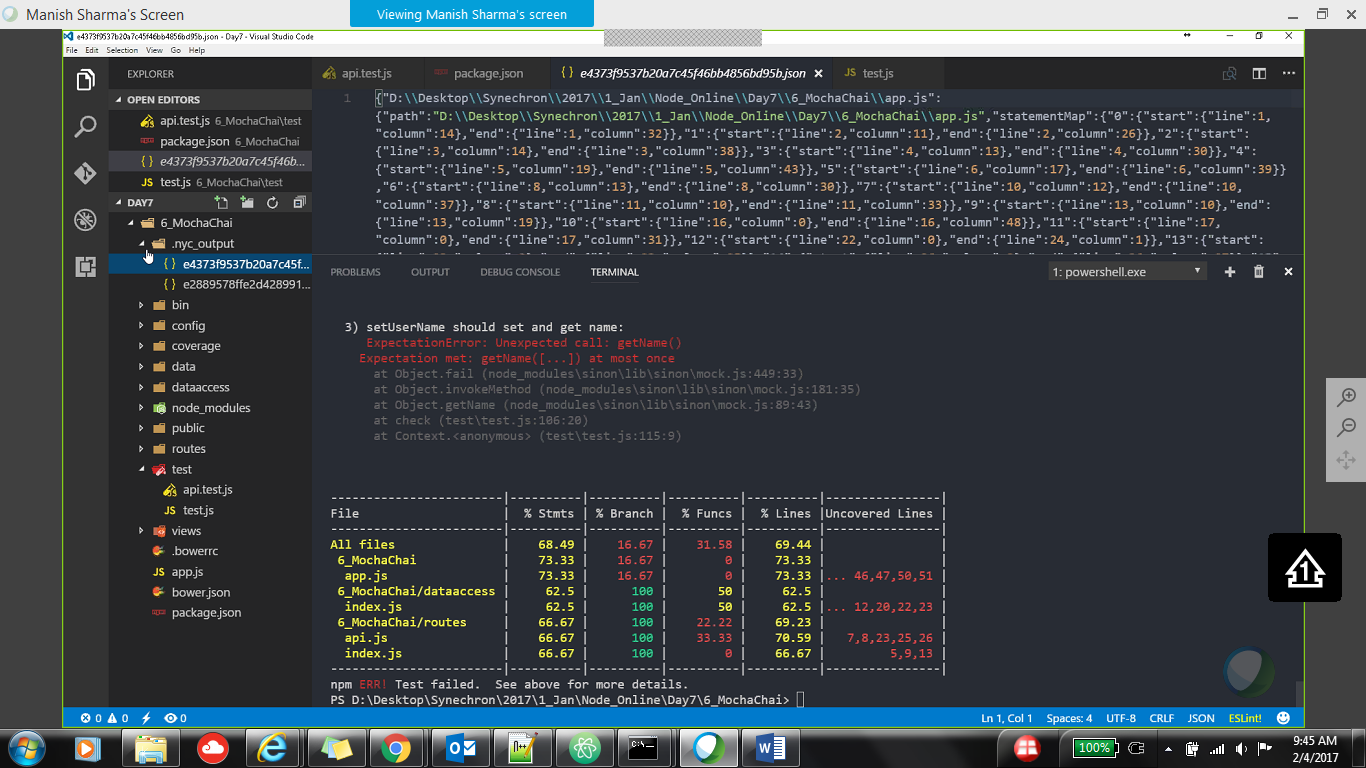 Manish Sharma's Screen
Viewing Manish Sharma's screen
e4373f9537b20a7c45f46bb4856bd95b.json - Day7 - Visual Studio Code
File Edit Selection View Go Help
EXPLORER
OPEN EDITORS
api.test.js 6_MochaChai\test
package.json 6_MochaChai
e4373f9537b20a7c45f46b...
test.js 6_MochaChai\test
DAY7
6_MochaChai
.nyc_output
e4373f9537b20a7c45f...
e2889578ffe2d428991...
bin
config
coverage
data
dataaccess
node_modules
public
routes
test
api.test.js
test.js
views
.bowerrc
app.js
bower.json
package.json
api.test.js package.json e4373f9537b20a7c45f46bb4856bd95b.json test.js
1 {"D:\\Desktop\\Synechron\\2017\\1_Jan\\Node_Online\\Day7\\6_MochaChai\\app.js":
{"path":"D:\\Desktop\\Synechron\\2017\\1_Jan\\Node_Online\\Day7\\6_MochaChai\\app.js","statementMap":{"0":{"start":{"line":1,
"column":14},"end":{"line":1,"column":32}},"1":{"start":{"line":2,"column":11},"end":{"line":2,"column":26}},"2":{"start":
{"line":3,"column":14},"end":{"line":3,"column":38}},"3":{"start":{"line":4,"column":13},"end":{"line":4,"column":30}},"4":
{"start":{"line":5,"column":19},"end":{"line":5,"column":43}},"5":{"start":{"line":6,"column":17},"end":{"line":6,"column":39}}
,"6":{"start":{"line":8,"column":13},"end":{"line":8,"column":30}},"7":{"start":{"line":10,"column":12},"end":{"line":10,
"column":37}},"8":{"start":{"line":11,"column":10},"end":{"line":11,"column":33}},"9":{"start":{"line":13,"column":10},"end":
{"line":13,"column":19}},"10":{"start":{"line":16,"column":0},"end":{"line":16,"column":48}},"11":{"start":{"line":17,
"column":0},"end":{"line":17,"column":31}},"12":{"start":{"line":22,"column":0},"end":{"line":24,"column":1}},"13":{"start":
PROBLEMS OUTPUT DEBUG CONSOLE TERMINAL 1: powershell.exe
3) setUserName should set and get name:
ExpectationError: Unexpected call: getName()
Expectation met: getName([...]) at most once
at Object.fail (node_modules\sinon\lib\sinon\mock.js:449:33)
at Object.invokeMethod (node_modules\sinon\lib\sinon\mock.js:181:35)
at Object.getName (node_modules\sinon\lib\sinon\mock.js:89:43)
at check (test\test.js:106:20)
at Context.<anonymous> (test\test.js:115:9)
File | % Stmts | % Branch | % Funcs | % Lines |Uncovered Lines |
All files | 68.49 | 16.67 | 31.58 | 69.44 | |
6_MochaChai | 73.33 | 16.67 | 0 | 73.33 | |
app.js | 73.33 | 16.67 | 0 | 73.33 |... 46,47,50,51 |
6_MochaChai/dataaccess | 62.5 | 100 | 50 | 62.5 | |
index.js | 62.5 | 100 | 50 | 62.5 |... 12,20,22,23 |
6_MochaChai/routes | 66.67 | 100 | 22.22 | 69.23 | |
api.js | 66.67 | 100 | 33.33 | 70.59 | 7,8,23,25,26 |
index.js | 66.67 | 100 | 0 | 66.67 | 5,9,13 |
npm ERR! Test failed. See above for more details.
PS D:\Desktop\Synechron\2017\1_Jan\Node_Online\Day7\6_MochaChai>
1
0 0 0 Ln 1, Col 1 Spaces: 4 UTF-8 CRLF JSON ESLint!
100% 9:45 AM
2/4/2017